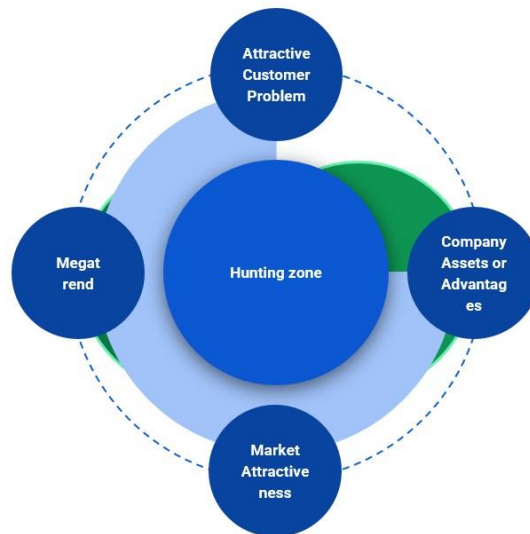 Attractive
Customer
Problem
Megat
rend
Hunting zone
Company
Assets or
Advantag
es
Market
Attractive
ness